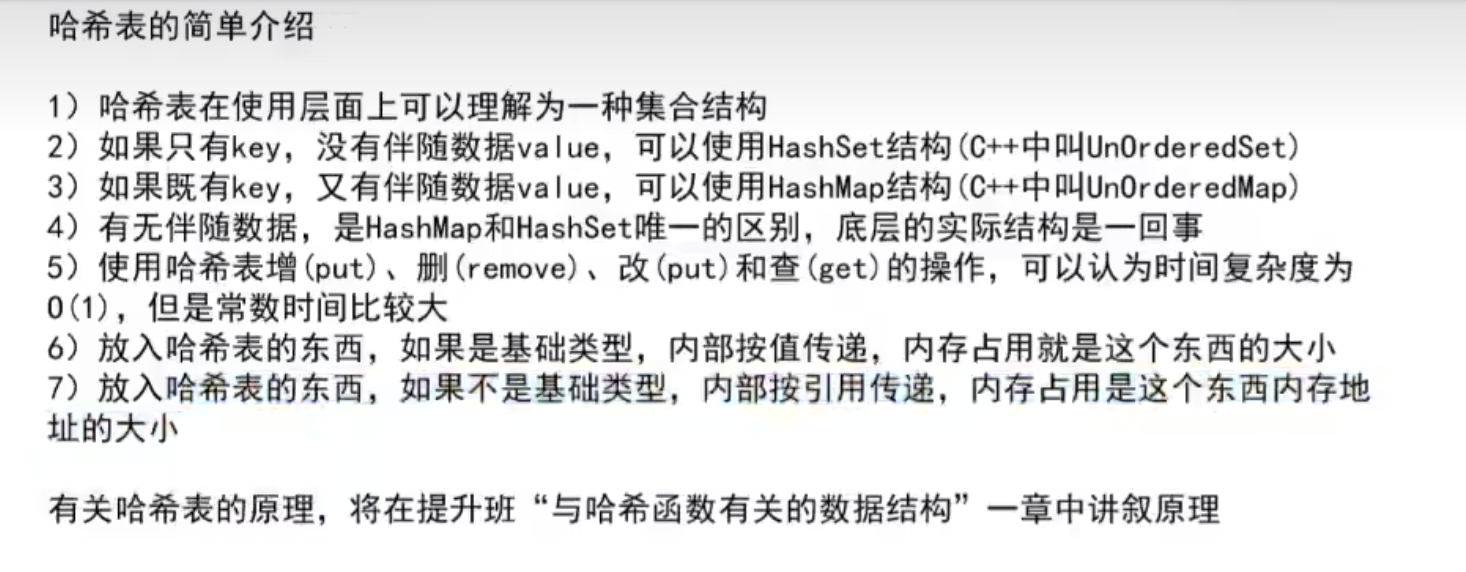 哈希表的简单介绍
1）哈希表在使用层面上可以理解为一种集合结构
2）如果只有key，没有伴随数据value，可以使用HashSet结构(C++中叫UnOrderedSet)
3）如果既有key，又有伴随数据value，可以使用HashMap结构(C++中叫UnOrderedMap)
4）有无伴随数据，是HashMap和HashSet唯一的区别，底层的实际结构是一回事
5）使用哈希表增(put)、删(remove)、改(put)和查(get)的操作，可以认为时间复杂度为
O(1)，但是常数时间比较大
6）放入哈希表的东西，如果是基础类型，内部按值传递，内存占用就是这个东西的大小
7）放入哈希表的东西，如果不是基础类型，内部按引用传递，内存占用是这个东西内存地
址的大小
有关哈希表的原理，将在提升班“与哈希函数有关的数据结构”一章中讲叙原理